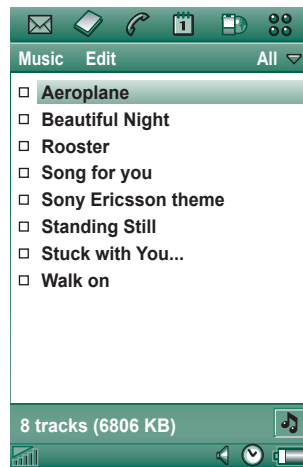 1
Music Edit All
Aeroplane
Beautiful Night
Rooster
Song for you
Sony Ericsson theme
Standing Still
Stuck with You...
Walk on
8 tracks (6806 KB)